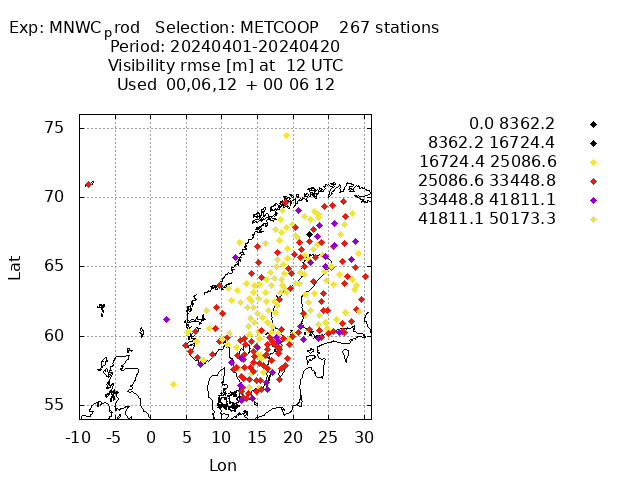 Exp: MNWCprod   Selection: METCOOP    267 stations
Period: 20240401-20240420
Visibility rmse [m] at  12 UTC
Used  00,06,12  + 00 06 12
0.0 8362.2
8362.2 16724.4
16724.4 25086.6
25086.6 33448.8
33448.8 41811.1
41811.1 50173.3
75
70
65
60
55
Lat
-10 -5 0 5 10 15 20 25 30
Lon